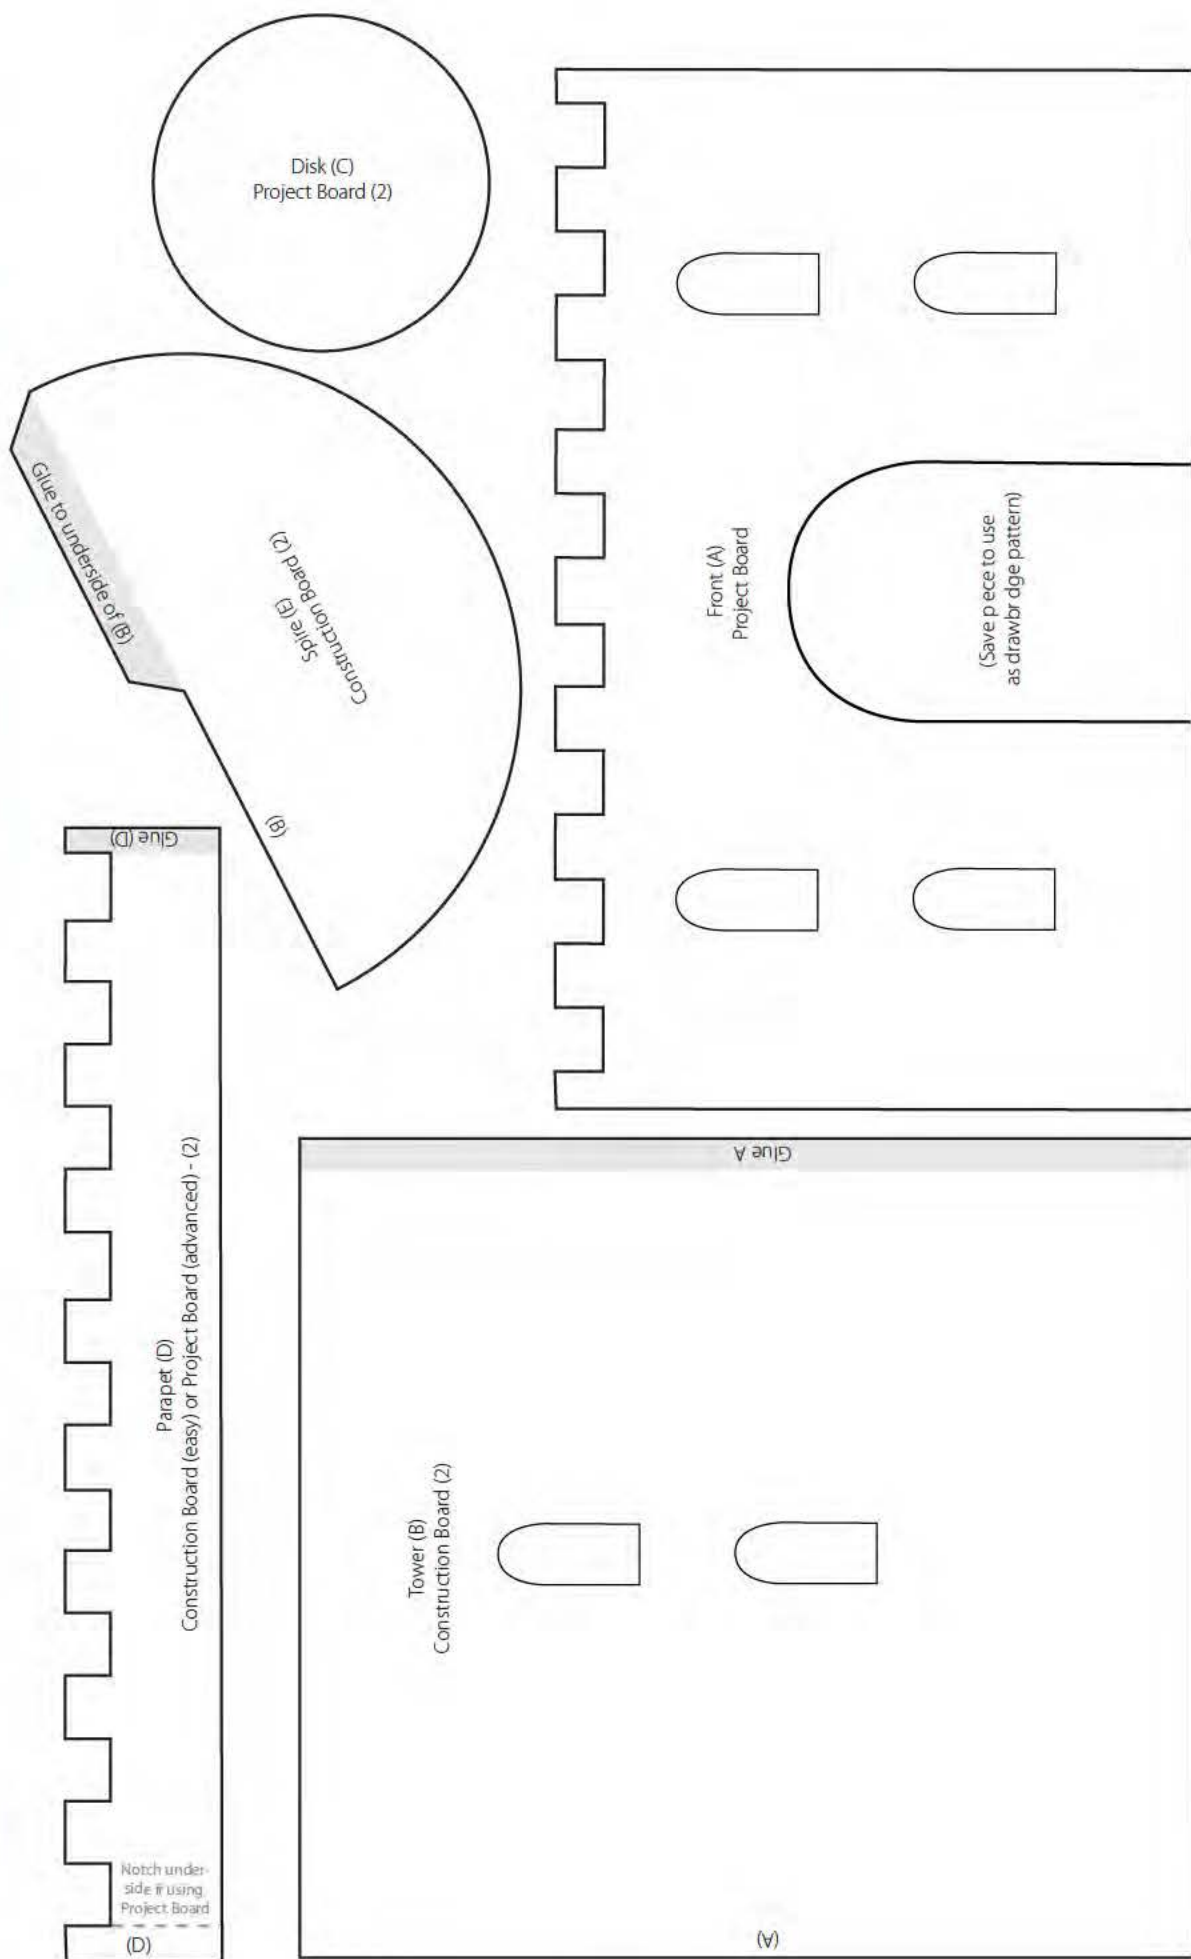 Disk (C)
Project Board (2)
Glue to underside of (B)
Spire (E)
Construction Board (2)
(B)
Front (A)
Project Board
(Save p ece to use
as drawbr dge pattern)
Glue (D)
Parapet (D)
Construction Board (easy) or Project Board (advanced) - (2)
Notch under-
side if using
Project Board
(D)
Glue A
Tower (B)
Construction Board (2)
(A)